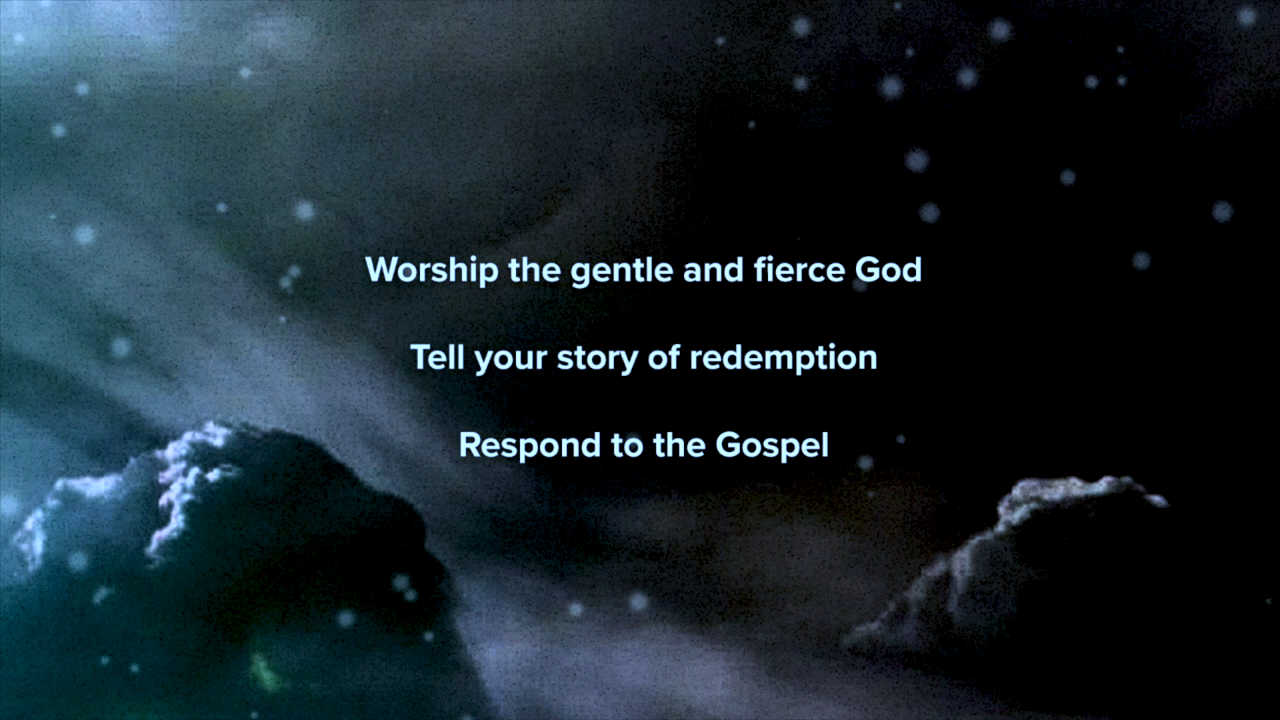 Worship the gentle and fierce God
Tell your story of redemption
Respond to the Gospel